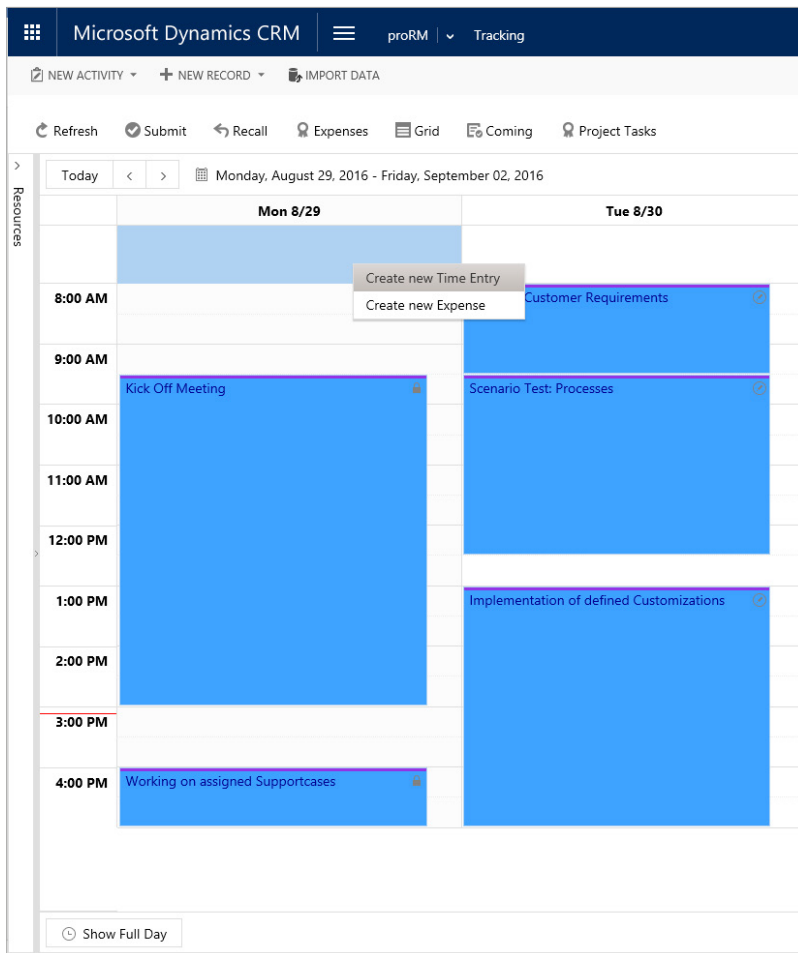 Microsoft Dynamics CRM proRM Tracking
NEW ACTIVITY NEW RECORD IMPORT DATA
Refresh Submit Recall Expenses Grid Coming Project Tasks
Resources
Today Monday, August 29, 2016 - Friday, September 02, 2016
Mon 8/29 Tue 8/30
Create new Time Entry
Create new Expense
8:00 AM Customer Requirements
9:00 AM
Kick Off Meeting Scenario Test: Processes
10:00 AM
11:00 AM
12:00 PM
1:00 PM Implementation of defined Customizations
2:00 PM
3:00 PM
4:00 PM Working on assigned Supportcases
Show Full Day